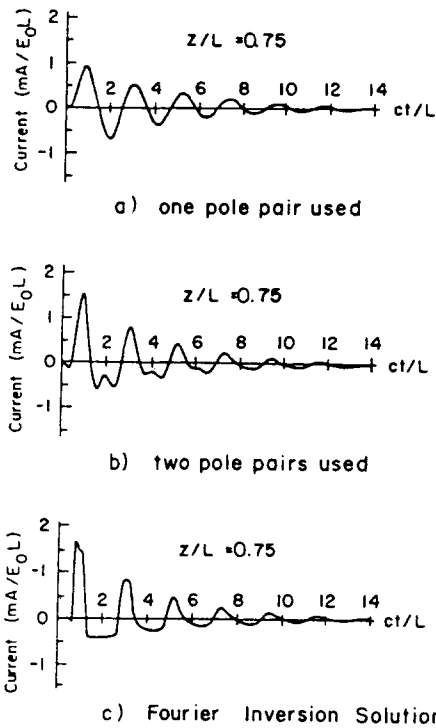 2
z/L =0.75
1
2 4 6 8 10 12 14
0
ct/L
-1
Current (mA/E₀L)
a) one pole pair used
2
z/L =0.75
1
2 4 6 8 10 12 14
0
ct/L
-1
Current (mA/E₀L)
b) two pole pairs used
2
z/L =0.75
-1
2 4 6 8 10 12 14
0
ct/L
-1
Current (mA/E₀L)
c) Fourier Inversion Solution